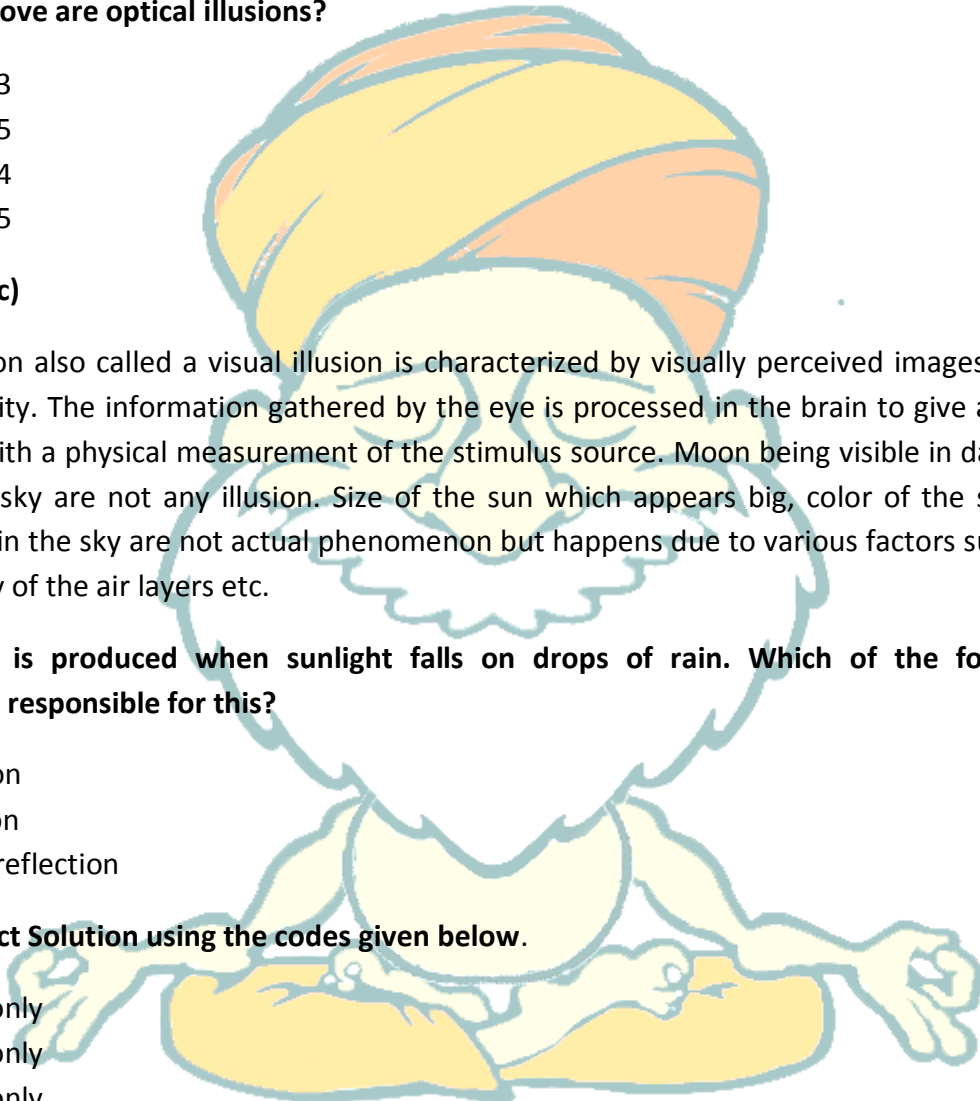 ove are optical illusions?
3
5
4
5
c)
on also called a visual illusion is characterized by visually perceived images
ity. The information gathered by the eye is processed in the brain to give a
ith a physical measurement of the stimulus source. Moon being visible in da
sky are not any illusion. Size of the sun which appears big, color of the s
in the sky are not actual phenomenon but happens due to various factors su
y of the air layers etc.
is produced when sunlight falls on drops of rain. Which of the fo
responsible for this?
on
on
reflection
ct Solution using the codes given below.
only
only
only